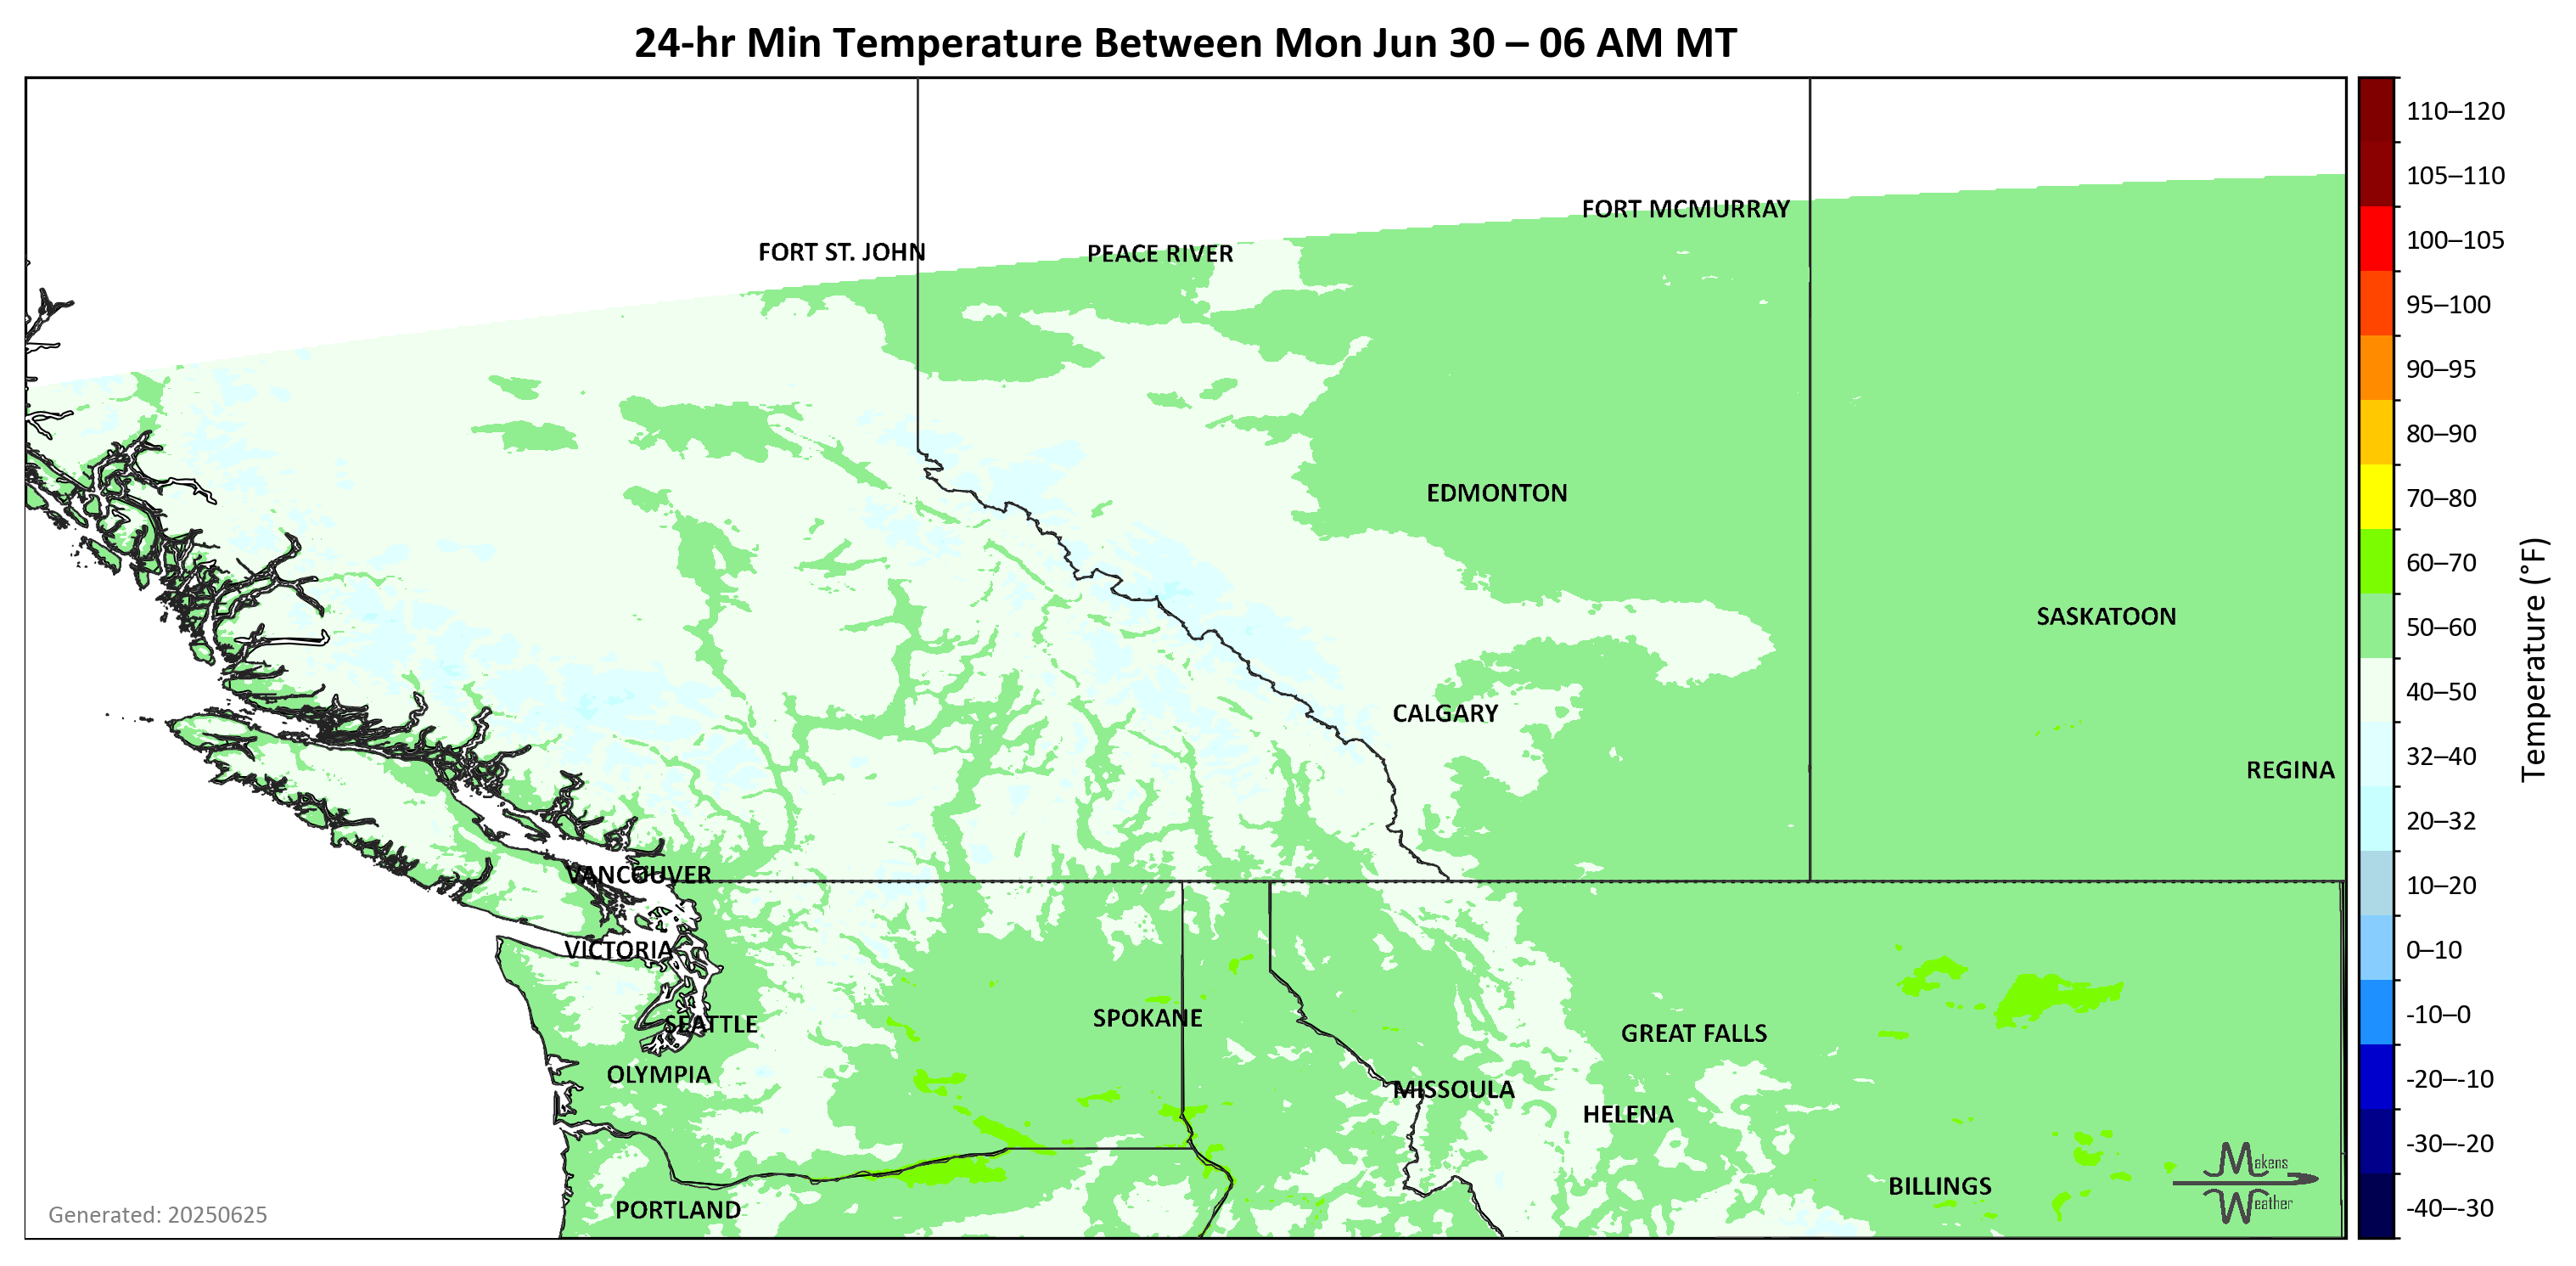 24-hr Min Temperature Between Mon Jun 30 – 06 AM MT
110–120
105–110
FORT MCMURRAY
100–105
FORT ST. JOHN
PEACE RIVER
95–100
90–95
80–90
EDMONTON
70–80
60–70
SASKATOON
50–60
Temperature (°F)
40–50
CALGARY
32–40
REGINA
20–32
VANCOUVER
10–20
VICTORIA
0–10
SPOKANE
-10–0
SEATTLE
GREAT FALLS
OLYMPIA
-20–-10
MISSOULA
HELENA
-30–-20
Makens
Weather
BILLINGS
PORTLAND
-40–-30
Generated: 20250625